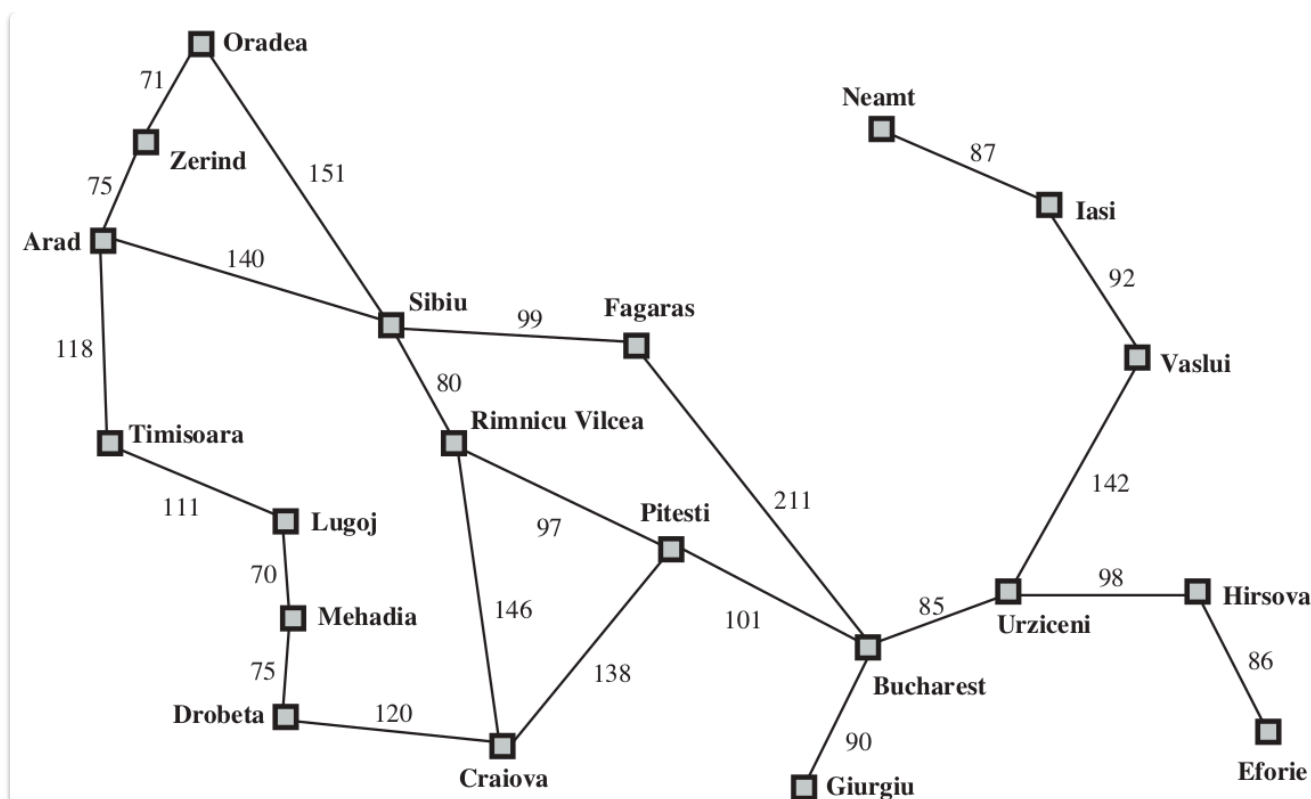 Oradea
71
Neamt
87
Zerind
151
75
Iasi
Arad
140
92
Sibiu
Fagaras
99
118
Vaslui
80
Timisoara
Rimnicu Vilcea
142
211
111
Lugoj
97
Pitesti
70
98
Hirsova
Mehadia
146
101
85
Urziceni
75
138
86
Bucharest
Drobeta
120
90
Craiova
Eforie
Giurgiu